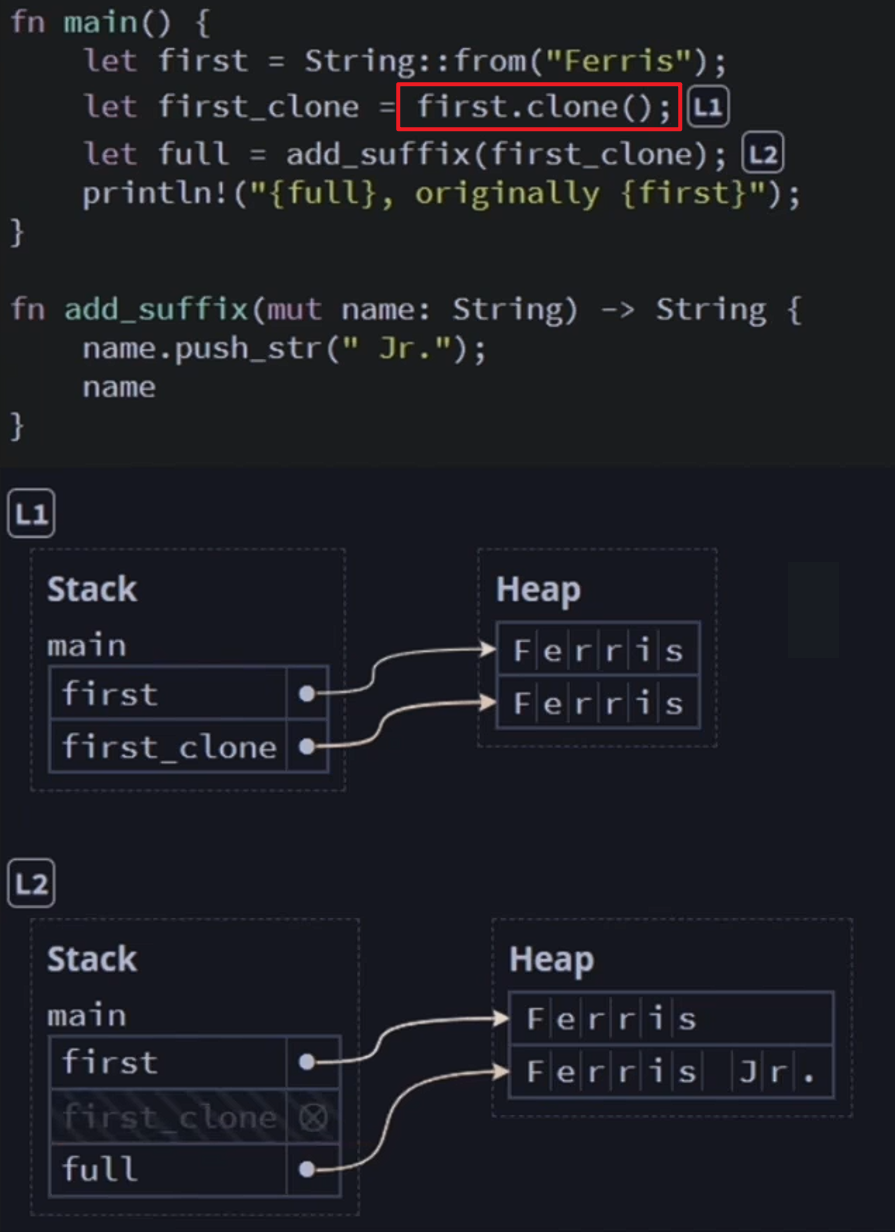 fn main() {
    let first = String::from("Ferris");
    let first_clone = first.clone(); L1
    let full = add_suffix(first_clone); L2
    println!("{full}, originally {first}");
}
fn add_suffix(mut name: String) -> String {
    name.push_str(" Jr.");
    name
}
L1
Stack
main
first
first_clone
Heap
Ferris
Ferris
L2
Stack
main
first
first_clone
full
Heap
Ferris
Ferris Jr.